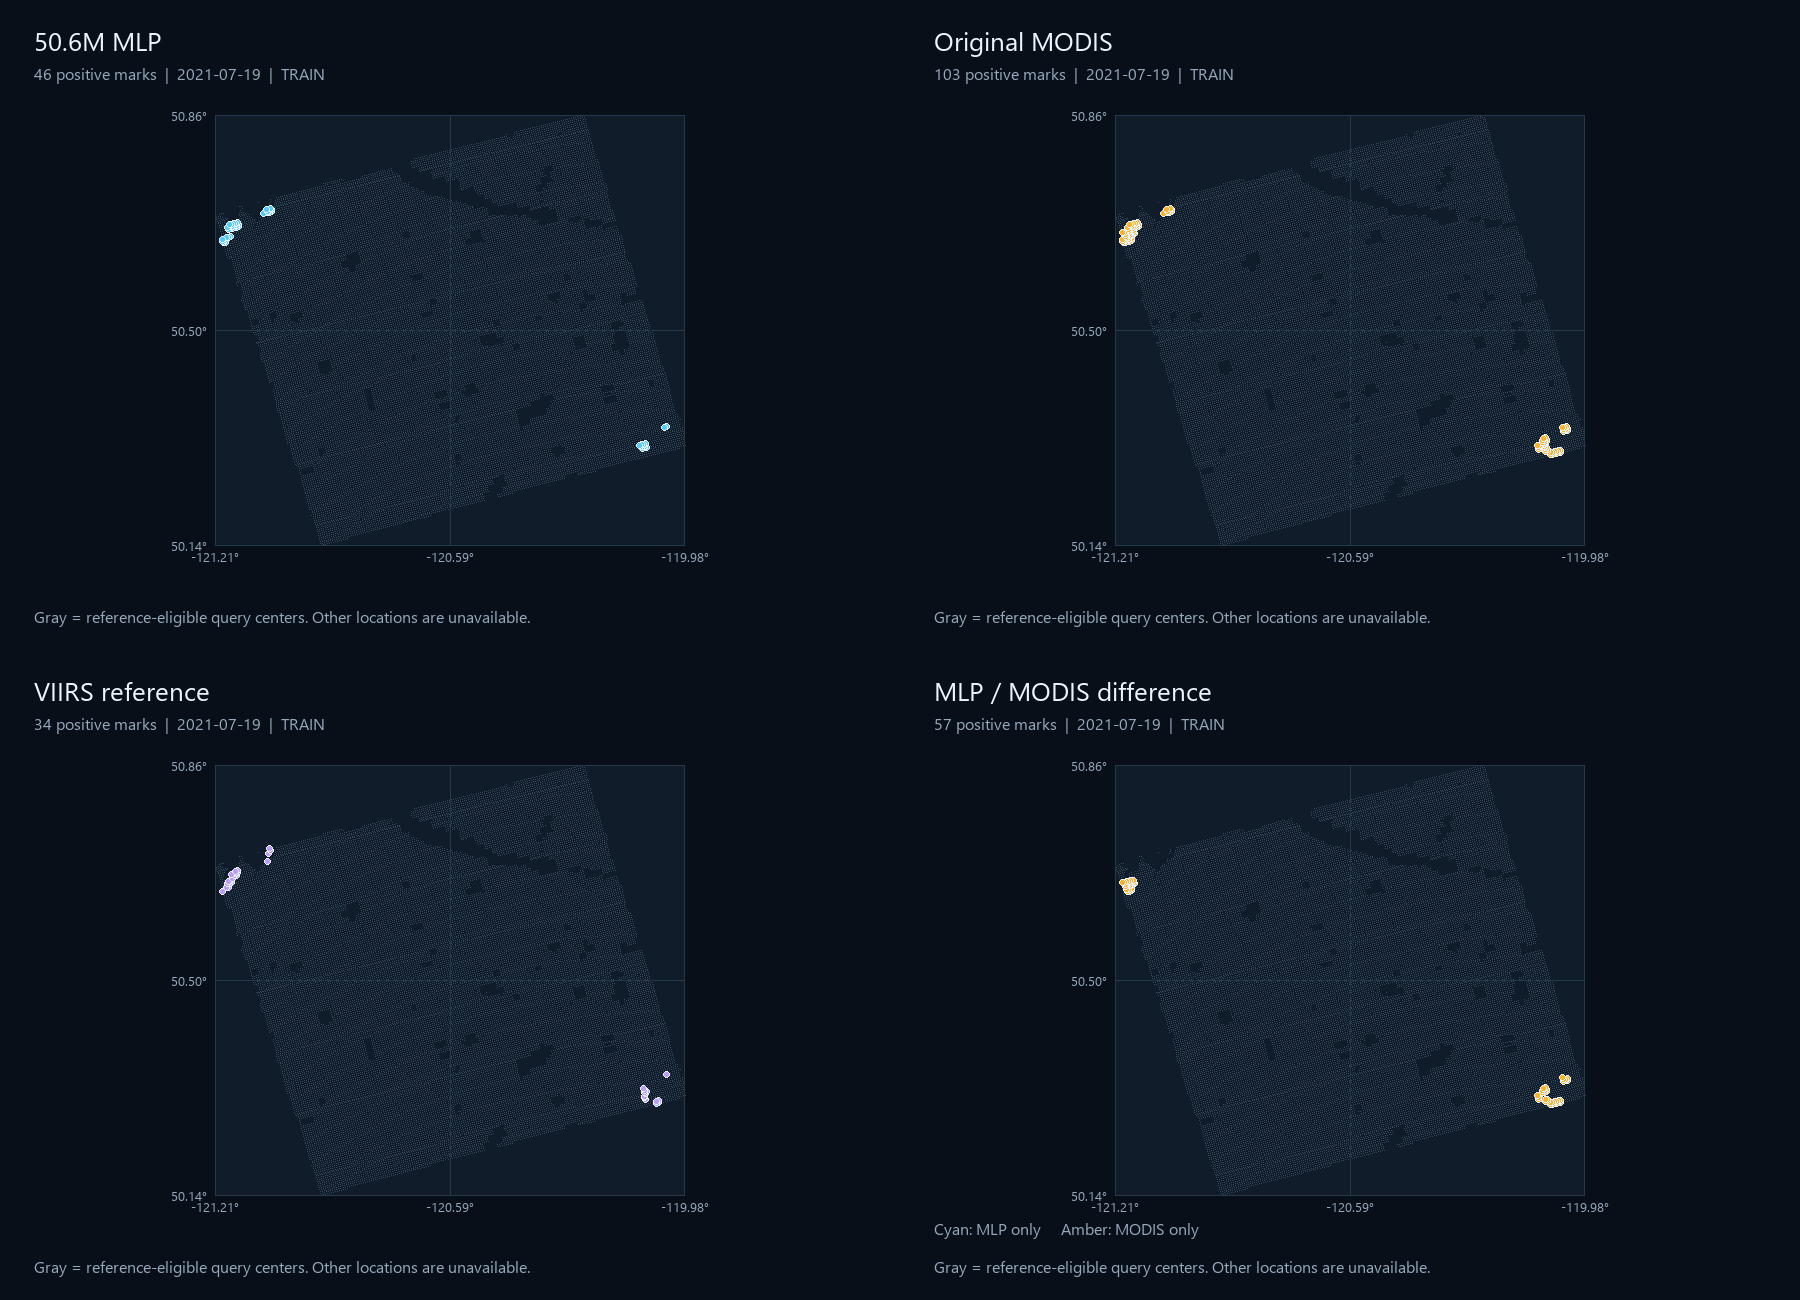 50.6M MLP
46 positive marks | 2021-07-19 | TRAIN
50.86°
50.50°
50.14°
-121.21°
-120.59°
-119.98°
Gray = reference-eligible query centers. Other locations are unavailable.
Original MODIS
103 positive marks | 2021-07-19 | TRAIN
50.86°
50.50°
50.14°
-121.21°
-120.59°
-119.98°
Gray = reference-eligible query centers. Other locations are unavailable.
VIIRS reference
34 positive marks | 2021-07-19 | TRAIN
50.86°
50.50°
50.14°
-121.21°
-120.59°
-119.98°
Gray = reference-eligible query centers. Other locations are unavailable.
MLP / MODIS difference
57 positive marks | 2021-07-19 | TRAIN
50.86°
50.50°
50.14°
-121.21°
-120.59°
-119.98°
Cyan: MLP only Amber: MODIS only
Gray = reference-eligible query centers. Other locations are unavailable.